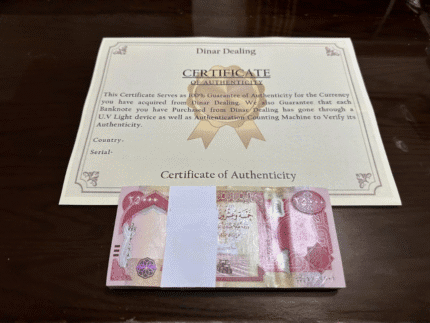 Dinar Dealing
CERTIFICATE
OF AUTHENTICITY
This Certificate Serves as 100% Guarantee of Authenticity for the Currency
you have acquired from Dinar Dealing. We also Guarantee that each
Banknote you have Purchased from Dinar Dealing has gone through a
U.V Light device as well as Authentication Counting Machine to Verify its
Authenticity.
Country-
Serial-
Certificate of Authenticity
٢٥٠٠٠
٢٥٠٠٠